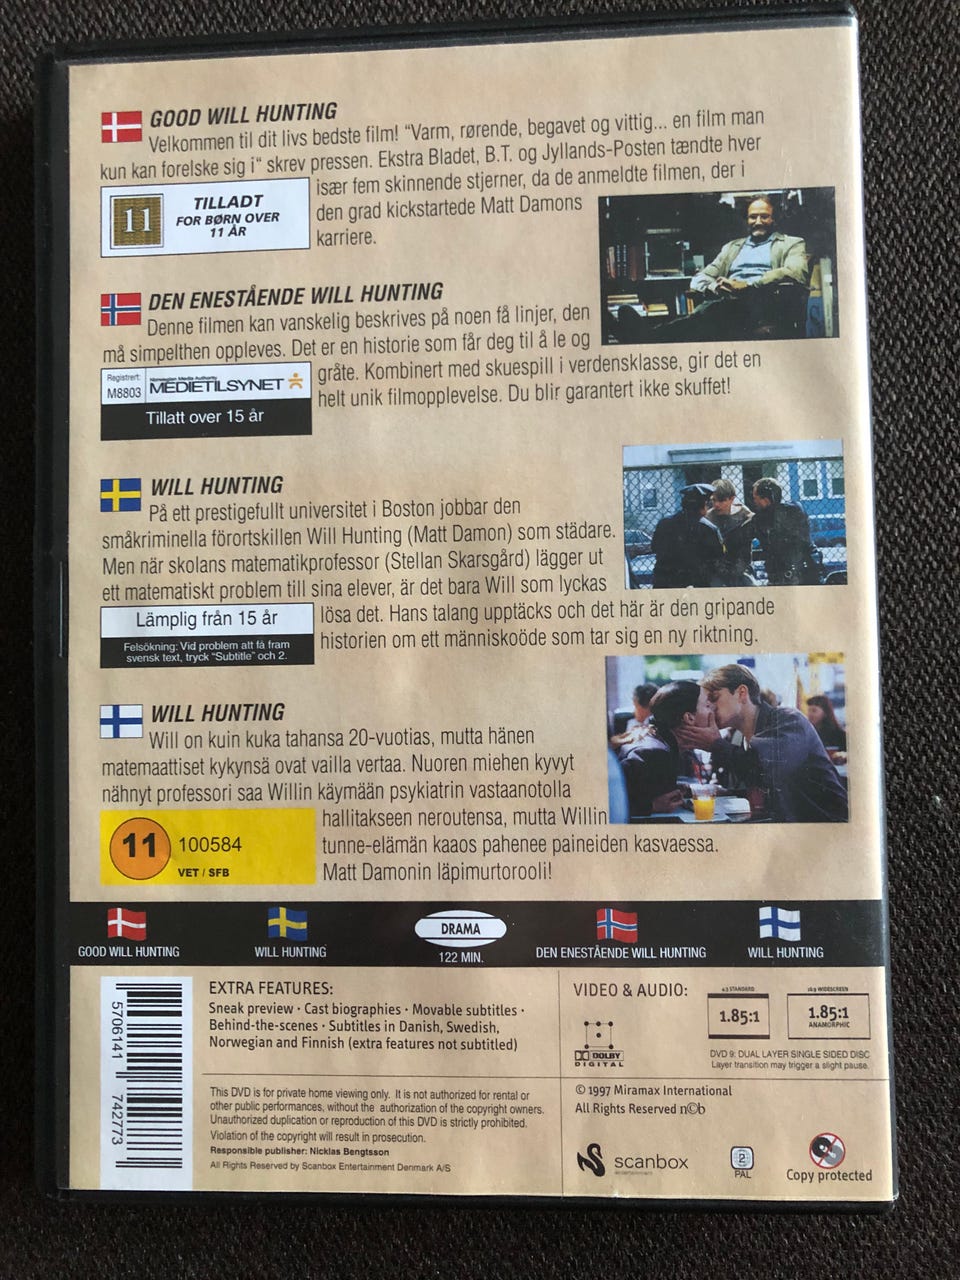 GOOD WILL HUNTING
Velkommen til dit livs bedste film! "Varm, rørende, begavet og vittig... en film man
kun kan forelske sig i" skrev pressen. Ekstra Bladet, B.T. og Jyllands-Posten tændte hver
især fem skinnende stjerner, da de anmeldte filmen, der i
den grad kickstartede Matt Damons
karriere.
11
TILLADT
FOR BØRN OVER
11 ÅR
DEN ENESTÅENDE WILL HUNTING
Denne filmen kan vanskelig beskrives på noen få linjer, den
må simpelthen oppleves. Det er en historie som får deg til å le og
gråte. Kombinert med skuespill i verdensklasse, gir det en
helt unik filmopplevelse. Du blir garantert ikke skuffet!
Registrert:
M8803
Norwegian Media Authority
MEDIETILSYNET
Tillatt over 15 år
WILL HUNTING
På ett prestigefullt universitet i Boston jobbar den
småkriminella förortskillen Will Hunting (Matt Damon) som städare.
Men när skolans matematikprofessor (Stellan Skarsgård) lägger ut
ett matematiskt problem till sina elever, är det bara Will som lyckas
lösa det. Hans talang upptäcks och det här är den gripande
historien om ett människoöde som tar sig en ny riktning.
Lämplig från 15 år
Felsökning: Vid problem att få fram
svensk text, tryck "Subtitle" och 2.
WILL HUNTING
Will on kuin kuka tahansa 20-vuotias, mutta hänen
matemaattiset kykynsä ovat vailla vertaa. Nuoren miehen kyvyt
nähnyt professori saa Willin käymään psykiatrin vastaanotolla
hallitakseen neroutensa, mutta Willin
tunne-elämän kaaos pahenee paineiden kasvaessa.
Matt Damonin läpimurtorooli!
11
100584
VET / SFB
GOOD WILL HUNTING
WILL HUNTING
DRAMA
122 MIN.
DEN ENESTÅENDE WILL HUNTING
WILL HUNTING
5706141 742773
EXTRA FEATURES:
Sneak preview · Cast biographies · Movable subtitles ·
Behind-the-scenes · Subtitles in Danish, Swedish,
Norwegian and Finnish (extra features not subtitled)
VIDEO & AUDIO:
DOLBY
DIGITAL
4:3 STANDARD
1.85:1
16:9 WIDESCREEN
1.85:1
ANAMORPHIC
DVD 9: DUAL LAYER SINGLE SIDED DISC
Layer transition may trigger a slight pause.
This DVD is for private home viewing only. It is not authorized for rental or
other public performances, without the authorization of the copyright owners.
Unauthorized duplication or reproduction of this DVD is strictly prohibited.
Violation of the copyright will result in prosecution.
Responsible publisher: Nicklas Bengtsson
All Rights Reserved by Scanbox Entertainment Denmark A/S
© 1997 Miramax International
All Rights Reserved n©b
scanbox
entertainment
2
PAL
Copy protected